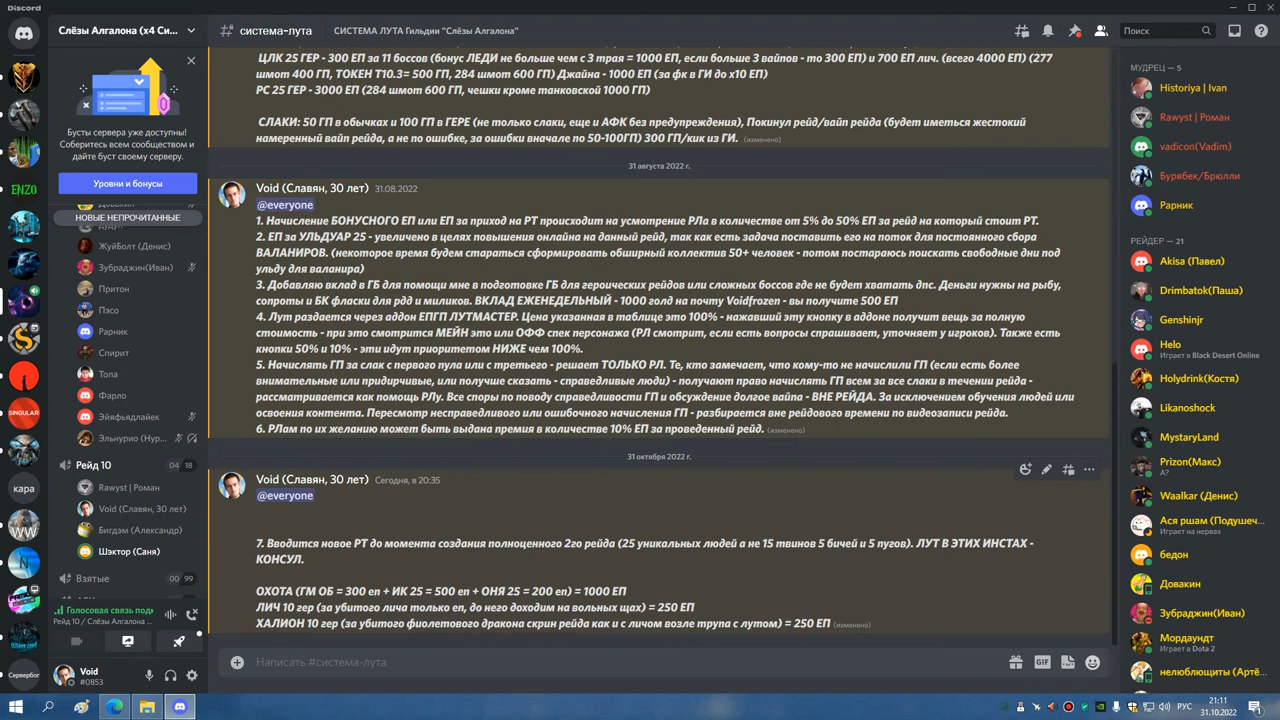 Discord
Слёзы Алгалона (x4 Си...
система-лута
СИСТЕМА ЛУТА Гильдии "Слёзы Алгалона"
Поиск
Бусты сервера уже доступны!
Соберитесь всем сообществом и
дайте буст своему серверу.
Уровни и бонусы
НОВЫЕ НЕПРОЧИТАННЫЕ
ЖуйБолт (Денис)
Зубраджин(Иван)
Притон
Пэсо
Рарник
Спирит
Топа
Фарло
Эйяфьядлайек
Эльнурио (Нур...
Рейд 10
04 18
Rawyst | Роман
Void (Славян, 30 лет)
Бигдэм (Александр)
Шэктор (Саня)
Взятые
00 99
Голосовая связь подк
Рейд 10 / Слёзы Алгалона ...
Void
#0853
ENZO
SINGULAR
кара
WW
N
Сервербог
ЦЛК 25 ГЕР - 300 ЕП за 11 боссов (бонус ЛЕДИ не больше чем с 3 трая = 1000 ЕП, если больше 3 вайпов - то 300 ЕП) и 700 ЕП лич. (всего 4000 ЕП) (277
шмот 400 ГП, ТОКЕН Т10.3= 500 ГП, 284 шмот 600 ГП) Джайна - 1000 ЕП (за фк в ГИ до х10 ЕП)
РС 25 ГЕР - 3000 ЕП (284 шмот 600 ГП, чешки кроме танковской 1000 ГП)
СЛАКИ: 50 ГП в обычках и 100 ГП в ГЕРЕ (не только слаки, еще и АФК без предупреждения), Покинул рейд/вайп рейда (будет иметься жестокий
намеренный вайп рейда, а не по ошибке, за ошибки вначале по 50-100ГП) 300 ГП/кик из ГИ. (изменено)
31 августа 2022 г.
Void (Славян, 30 лет) 31.08.2022
@everyone
1. Начисление БОНУСНОГО ЕП или ЕП за приход на РТ происходит на усмотрение РЛа в количестве от 5% до 50% ЕП за рейд на который стоит РТ.
2. ЕП за УЛЬДУАР 25 - увеличено в целях повышения онлайна на данный рейд, так как есть задача поставить его на поток для постоянного сбора
ВАЛАНИРОВ. (некоторое время будем стараться сформировать обширный коллектив 50+ человек - потом постараюсь поискать свободные дни под
ульду для валанира)
3. Добавляю вклад в ГБ для помощи мне в подготовке ГБ для героических рейдов или сложных боссов где не будет хватать дпс. Деньги нужны на рыбу,
сопроты и БК фласки для рдд и миликов. ВКЛАД ЕЖЕНЕДЕЛЬНЫЙ - 1000 голд на почту Voidfrozen - вы получите 500 ЕП
4. Лут раздается через аддон ЕПГП ЛУТМАСТЕР. Цена указанная в таблице это 100% - нажавший эту кнопку в аддоне получит вещь за полную
стоимость - при это смотрится МЕЙН это или ОФФ спек персонажа (РЛ смотрит, если есть вопросы спрашивает, уточняет у игроков). Также есть
кнопки 50% и 10% - эти идут приоритетом НИЖЕ чем 100%.
5. Начислять ГП за слак с первого пула или с третьего - решает ТОЛЬКО РЛ. Те, кто замечает, что кому-то не начислили ГП (если есть более
внимательные или придирчивые, или получше сказать - справедливые люди) - получают право начислять ГП всем за все слаки в течении рейда -
рассматривается как помощь РЛу. Все споры по поводу справедливости ГП и обсуждение долгое вайпа - ВНЕ РЕЙДА. За исключением обучения людей или
освоения контента. Пересмотр несправедливого или ошибочного начисления ГП - разбирается вне рейдового времени по видеозаписи рейда.
6. РЛам по их желанию может быть выдана премия в количестве 10% ЕП за проведенный рейд. (изменено)
31 октября 2022 г.
Void (Славян, 30 лет) Сегодня, в 20:35
@everyone
7. Вводится новое РТ до момента создания полноценного 2го рейда (25 уникальных людей а не 15 твинов 5 бичей и 5 пугов). ЛУТ В ЭТИХ ИНСТАХ -
КОНСУЛ.
ОХОТА (ГМ ОБ = 300 еп + ИК 25 = 500 еп + ОНЯ 25 = 200 еп) = 1000 ЕП
ЛИЧ 10 гер (за убитого лича только еп, до него доходим на вольных щах) = 250 ЕП
ХАЛИОН 10 гер (за убитого фиолетового дракона скрин рейда как и с личом возле трупа с лутом) = 250 ЕП (изменено)
Написать #система-лута
GIF
МУДРЕЦ — 5
Historiya | Ivan
Rawyst | Роман
vadicon(Vadim)
Бурябек/Брюлли
Рарник
РЕЙДЕР — 21
Akisa (Павел)
Drimbatok(Паша)
Genshinjr
Helo
Играет в Black Desert Online
Holydrink(Костя)
Likanoshock
MystaryLand
Prizon(Макс)
А?
Waalkar (Денис)
Ася ршам (Подушеч...
Играет на нервах
бедон
Довакин
Зубраджин(Иван)
Мордаундт
Играет в Dota 2
нелюблющиты (Артё...
РУС
21:11
31.10.2022
1